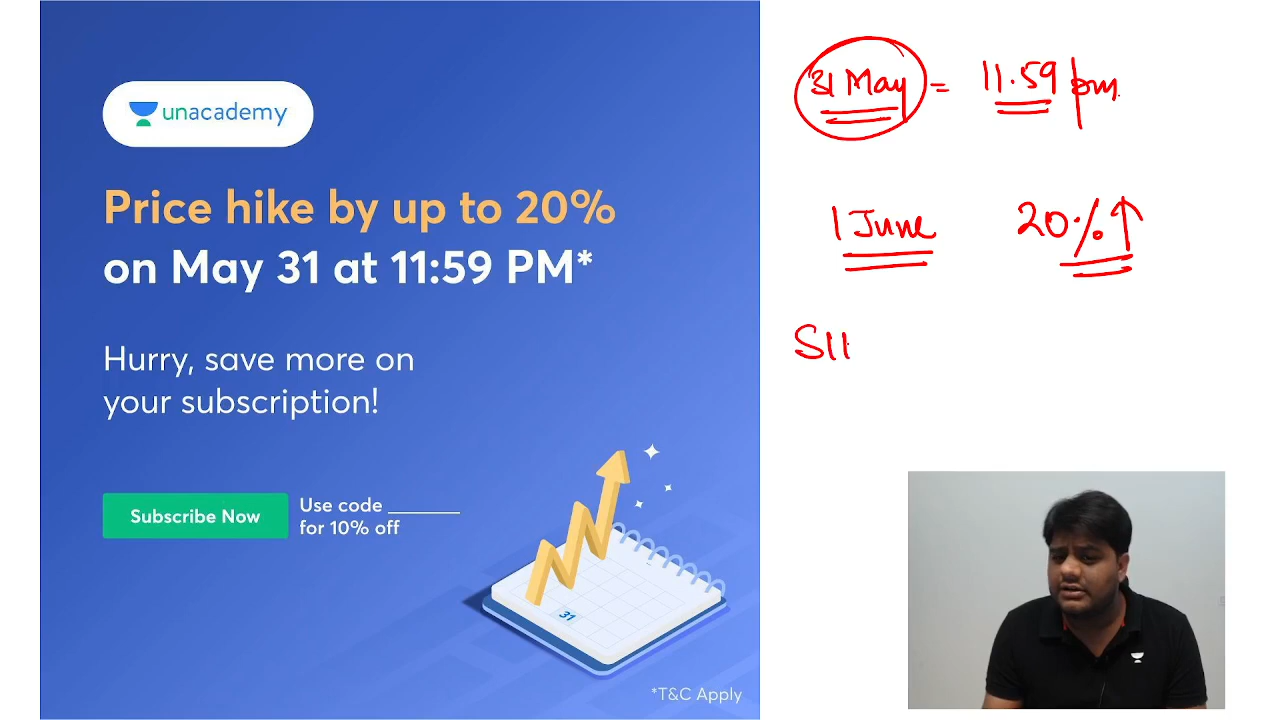 unacademy
Price hike by up to 20%
on May 31 at 11:59 PM*
Hurry, save more on
your subscription!
Subscribe Now
Use code ________
for 10% off
31
*T&C Apply
31 May = 11.59 pm
1 June 20% ↑